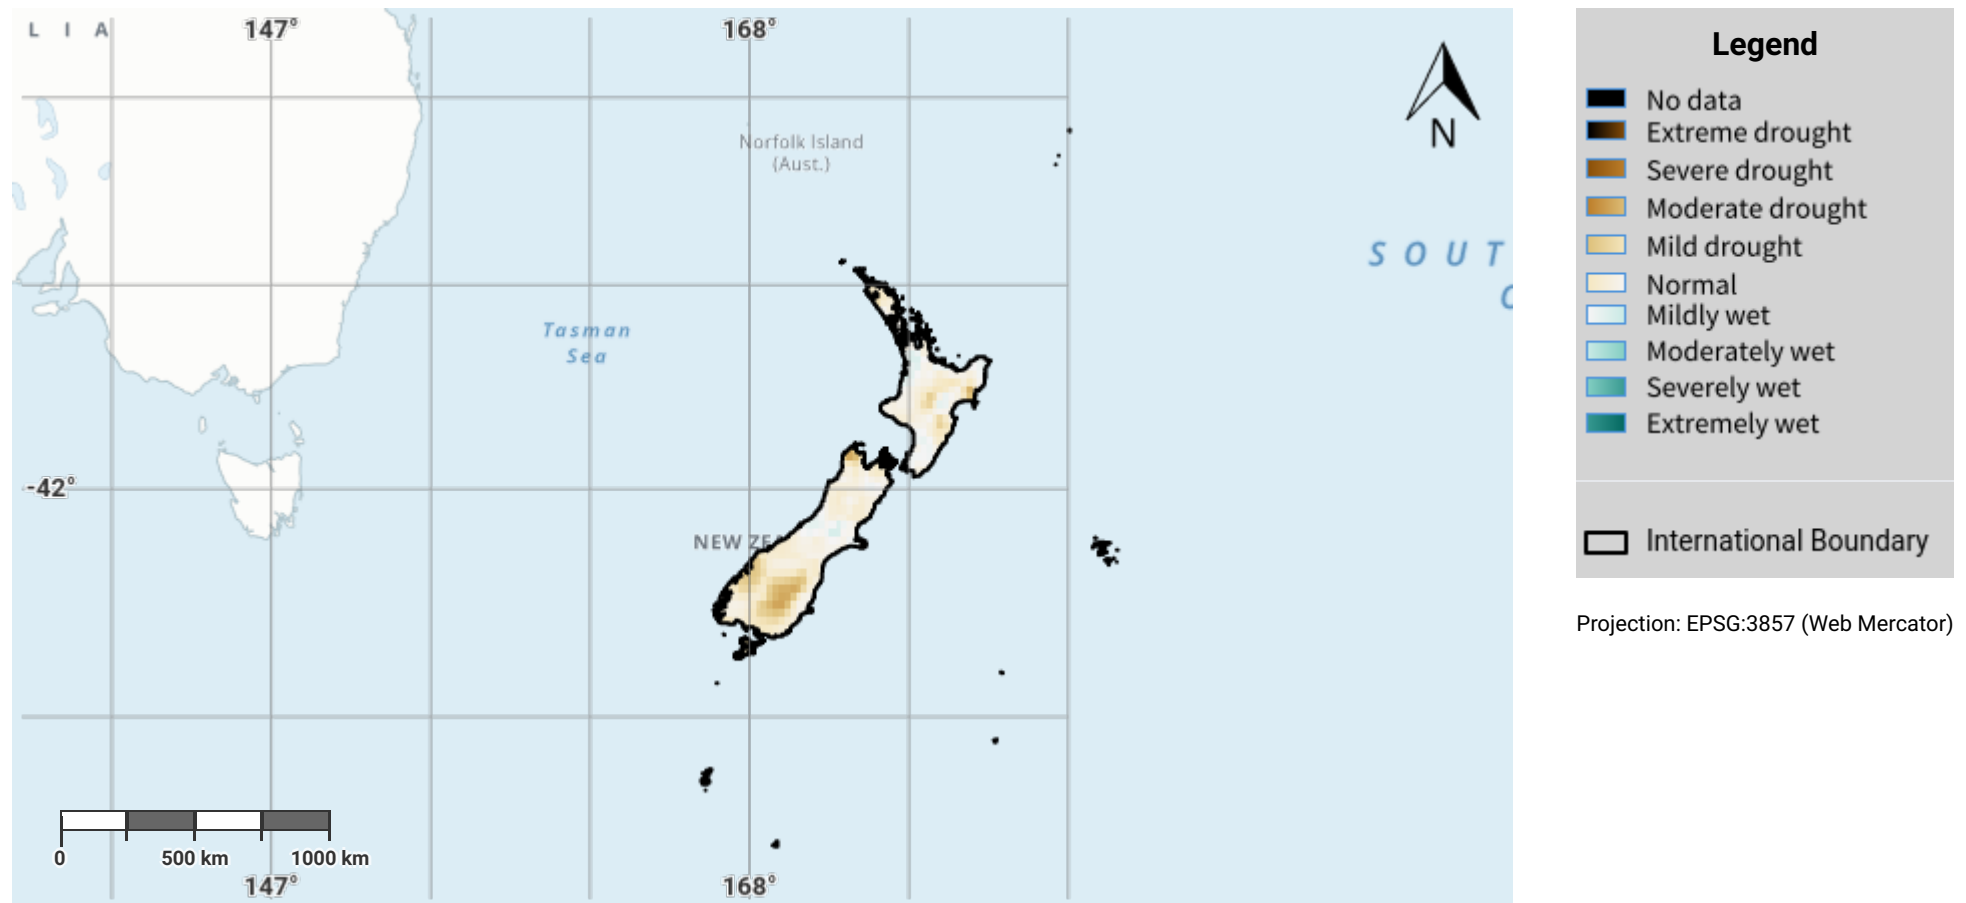 L I A
147°
168°
N
Norfolk Island
(Aust.)
SOUT
Tasman
Sea
-42°
NEW ZEA
0
500 km
1000 km
147°
168°
Legend
No data
Extreme drought
Severe drought
Moderate drought
Mild drought
Normal
Mildly wet
Moderately wet
Severely wet
Extremely wet
International Boundary
Projection: EPSG:3857 (Web Mercator)